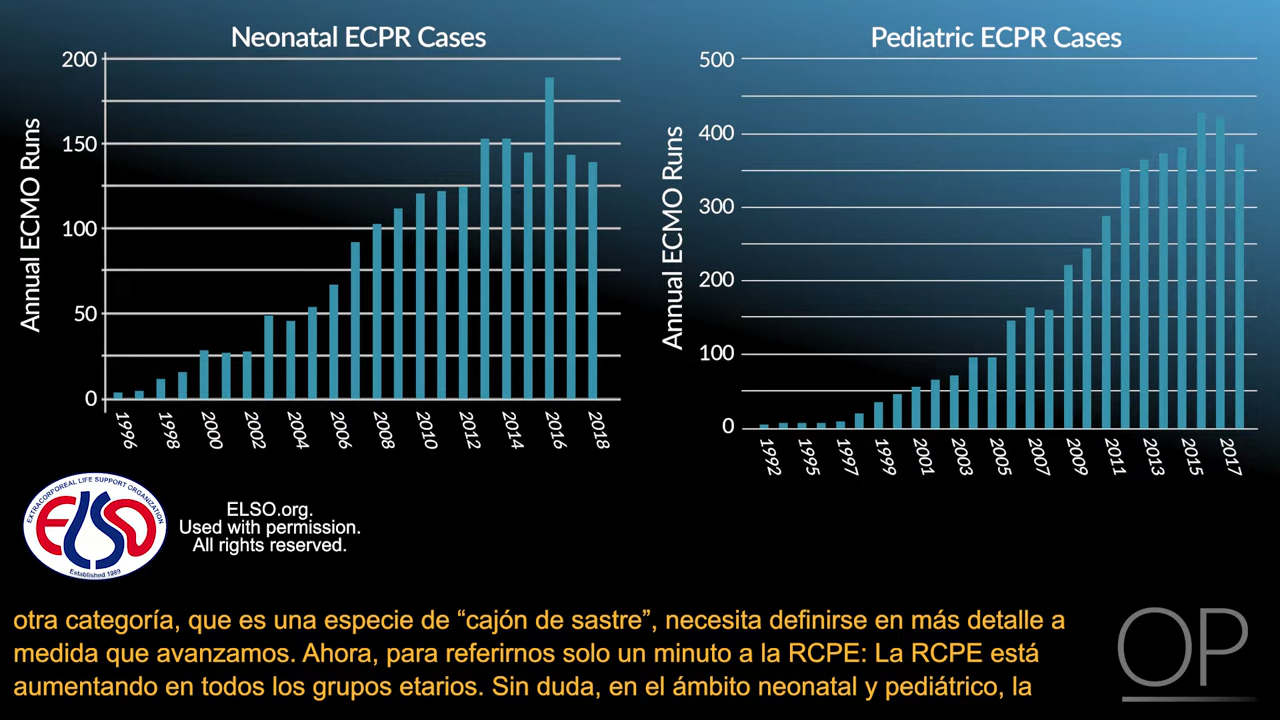 Neonatal ECPR Cases
Annual ECMO Runs
200
150
100
50
0
1996
1998
2000
2002
2004
2006
2008
2010
2012
2014
2016
2018
Pediatric ECPR Cases
Annual ECMO Runs
500
400
300
200
100
0
1992
1995
1997
1999
2001
2003
2005
2007
2009
2011
2013
2015
2017
EXTRACORPOREAL LIFE SUPPORT ORGANIZATION
ELSO
Established 1989
ELSO.org.
Used with permission.
All rights reserved.
otra categoría, que es una especie de “cajón de sastre”, necesita definirse en más detalle a
medida que avanzamos. Ahora, para referirnos solo un minuto a la RCPE: La RCPE está
aumentando en todos los grupos etarios. Sin duda, en el ámbito neonatal y pediátrico, la
OP